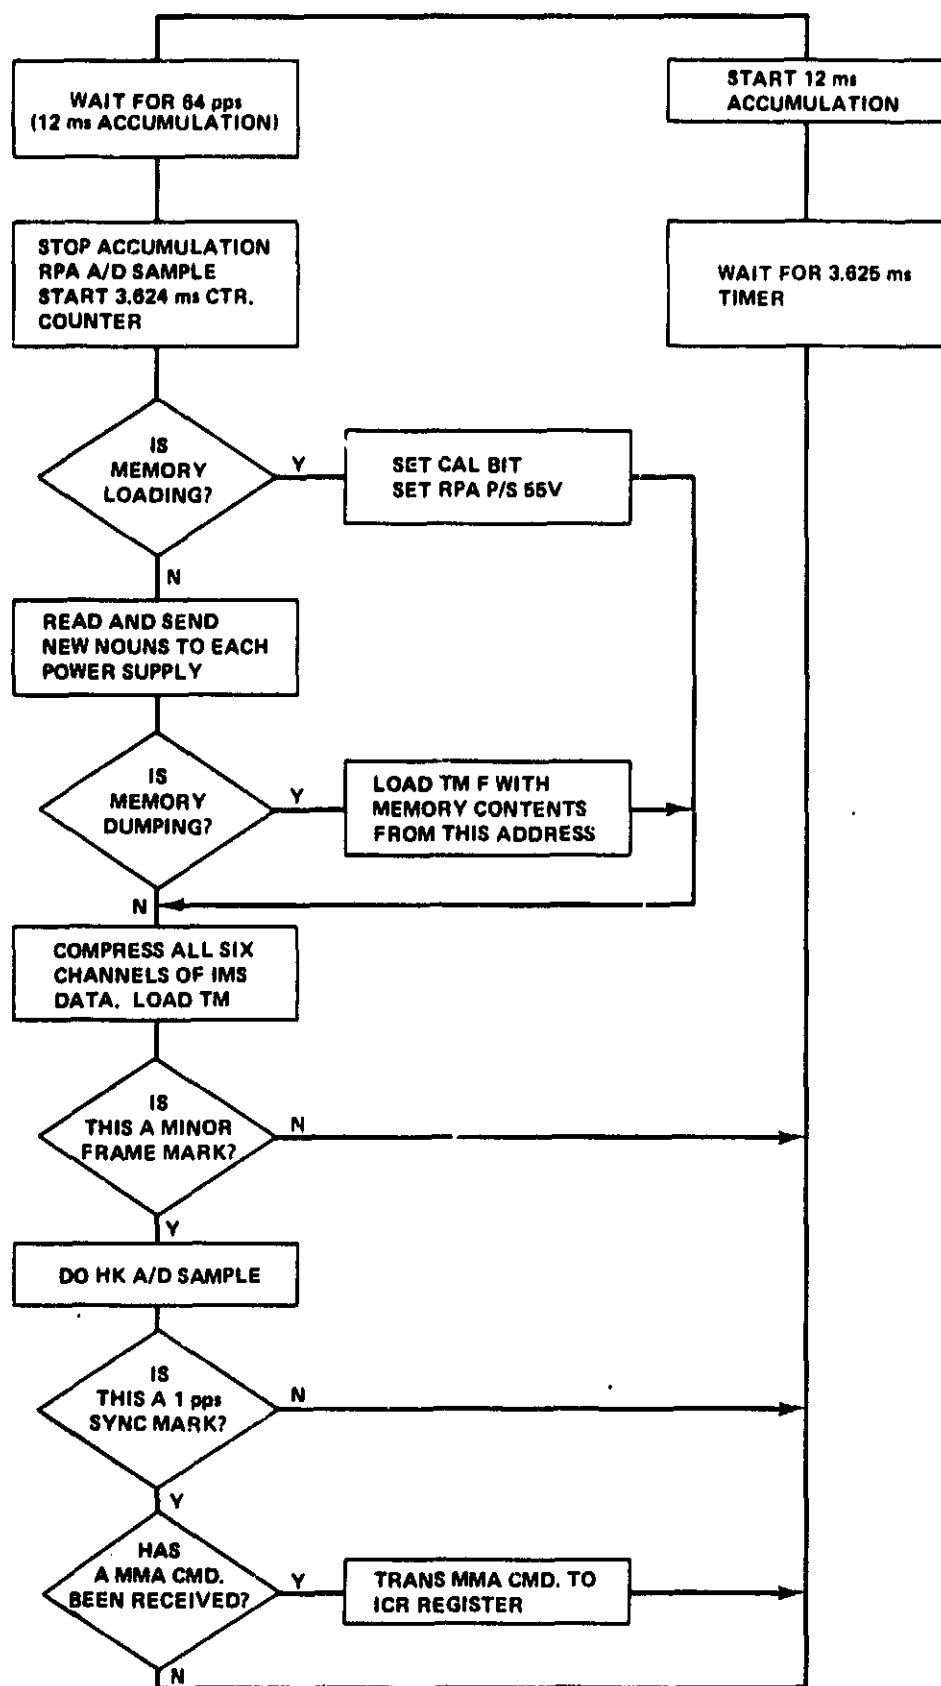 WAIT FOR 64 pps
(12 ms ACCUMULATION)
START 12 ms
ACCUMULATION
STOP ACCUMULATION
RPA A/D SAMPLE
START 3.624 ms CTR.
COUNTER
WAIT FOR 3.625 ms
TIMER
IS
MEMORY
LOADING?
Y
SET CAL BIT
SET RPA P/S 55V
N
READ AND SEND
NEW NOUNS TO EACH
POWER SUPPLY
IS
MEMORY
DUMPING?
Y
LOAD TM F WITH
MEMORY CONTENTS
FROM THIS ADDRESS
N
COMPRESS ALL SIX
CHANNELS OF IMS
DATA. LOAD TM
IS
THIS A MINOR
FRAME MARK?
N
Y
DO HK A/D SAMPLE
IS
THIS A 1 pps
SYNC MARK?
N
Y
HAS
A MMA CMD.
BEEN RECEIVED?
Y
TRANS MMA CMD. TO
ICR REGISTER
N